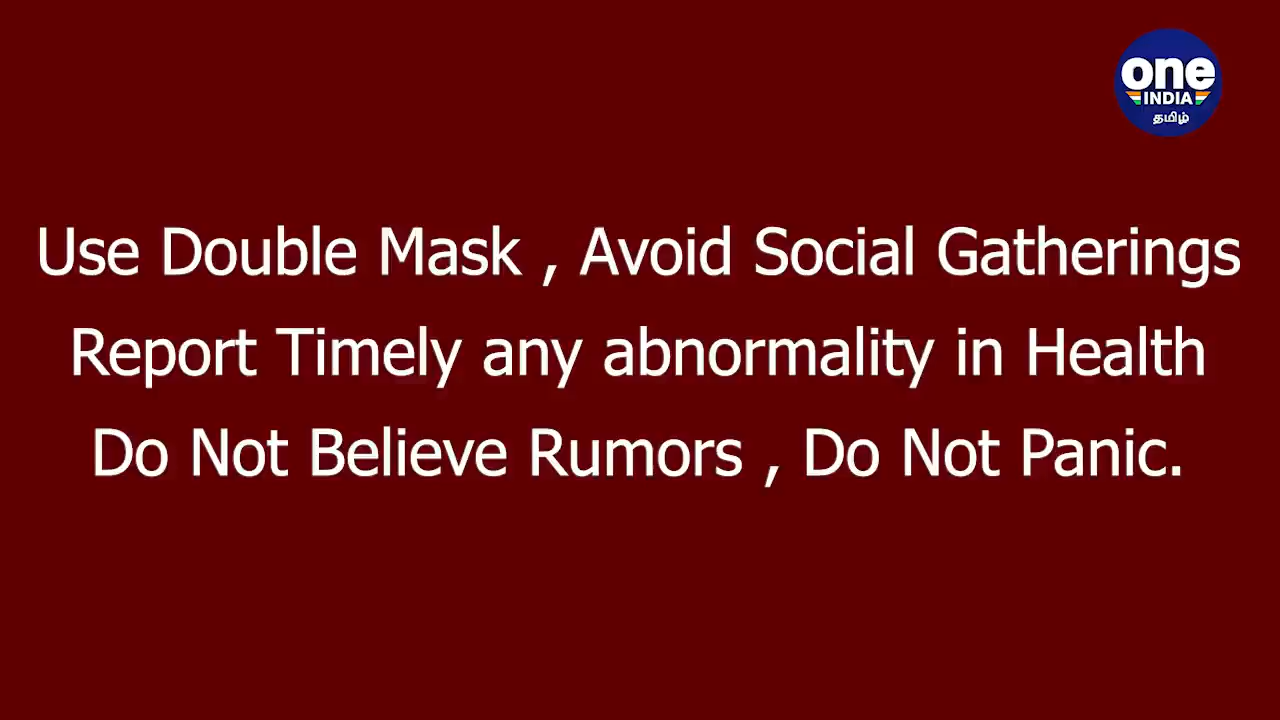 one
INDIA
தமிழ்
Use Double Mask , Avoid Social Gatherings
Report Timely any abnormality in Health
Do Not Believe Rumors , Do Not Panic.